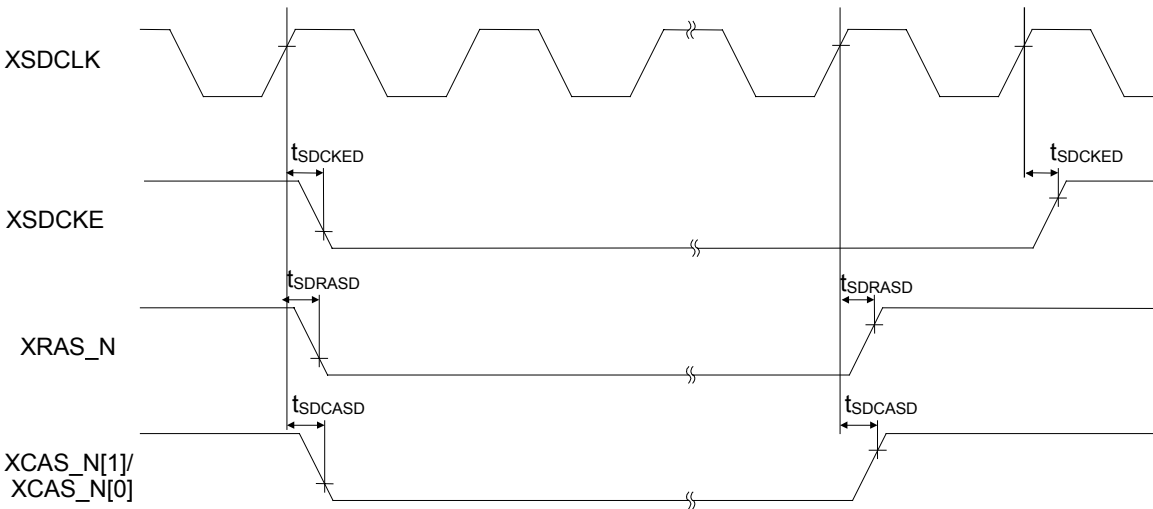 XSDCLK
tSDCKED
tSDCKED
XSDCKE
tSDRASD
tSDRASD
XRAS_N
tSDCASD
tSDCASD
XCAS_N[1]/
XCAS_N[0]